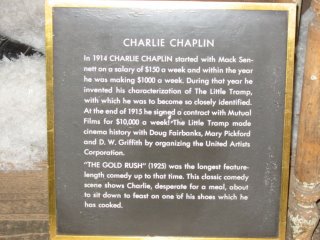 CHARLIE CHAPLIN
In 1914 CHARLIE CHAPLIN started with Mack Sen-
nett on a salary of $150 a week and within the year
he was making $1000 a week. During that year he
invented his characterization of The Little Tramp,
with which he was to become so closely identified.
At the end of 1915 he signed a contract with Mutual
Films for $10,000 a week! The Little Tramp made
cinema history with Doug Fairbanks, Mary Pickford
and D. W. Griffith by organizing the United Artists
Corporation.
"THE GOLD RUSH" (1925) was the longest feature-
length comedy up to that time. This classic comedy
scene shows Charlie, desperate for a meal, about
to sit down to feast on one of his shoes which he
has cooked.